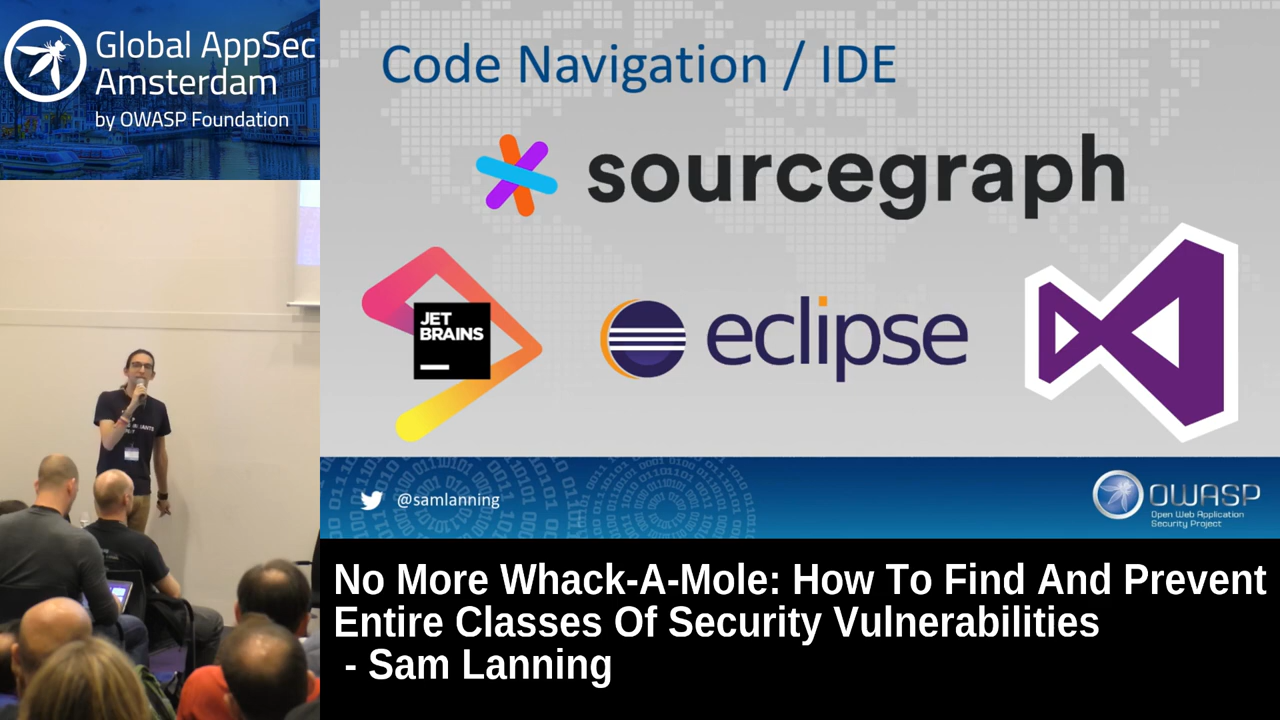 Global AppSec
Amsterdam
by OWASP Foundation
Code Navigation / IDE
sourcegraph
JET
BRAINS
eclipse
@samlanning
OWASP
Open Web Application
Security Project
No More Whack-A-Mole: How To Find And Prevent
Entire Classes Of Security Vulnerabilities
- Sam Lanning